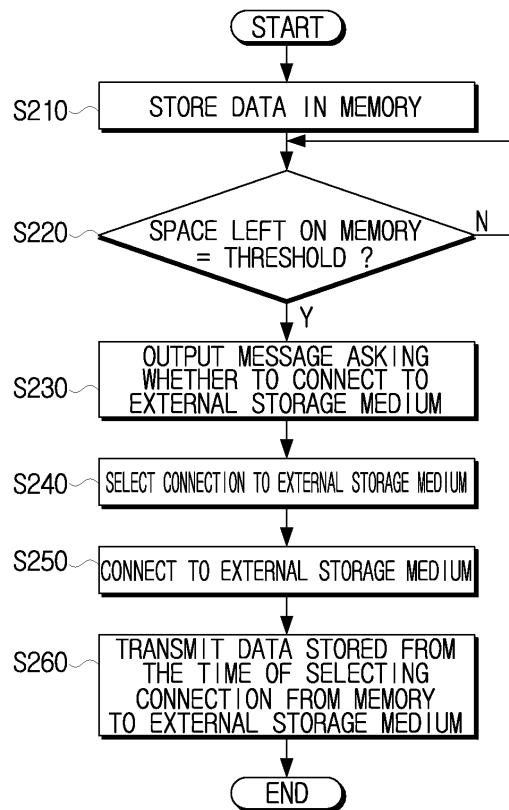 START
S210
STORE DATA IN MEMORY
S220
SPACE LEFT ON MEMORY
= THRESHOLD ?
N
Y
S230
OUTPUT MESSAGE ASKING
WHETHER TO CONNECT TO
EXTERNAL STORAGE MEDIUM
S240
SELECT CONNECTION TO EXTERNAL STORAGE MEDIUM
S250
CONNECT TO EXTERNAL STORAGE MEDIUM
S260
TRANSMIT DATA STORED FROM
THE TIME OF SELECTING
CONNECTION FROM MEMORY
TO EXTERNAL STORAGE MEDIUM
END